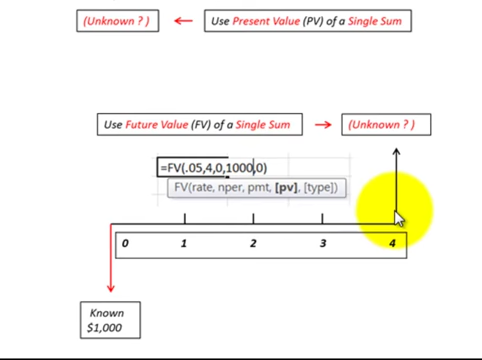 (Unknown ? )
Use Present Value (PV) of a Single Sum
Use Future Value (FV) of a Single Sum
(Unknown ? )
=FV(.05,4,0,1000,0)
FV(rate, nper, pmt, [pv], [type])
0 1 2 3 4
Known
$1,000